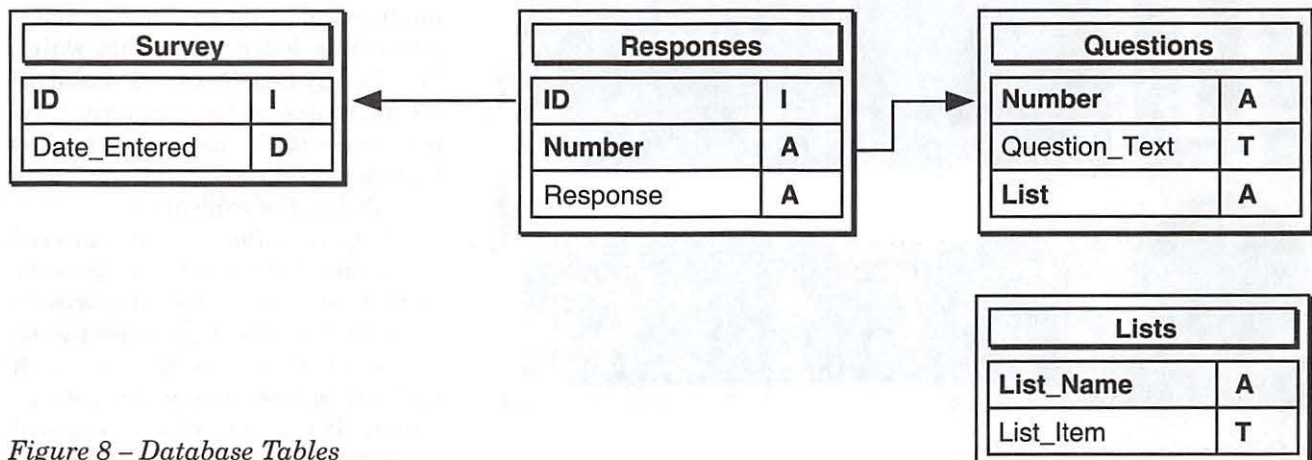 Survey
ID I
Date_Entered D
Responses
ID I
Number A
Response A
Questions
Number A
Question_Text T
List A
Lists
List_Name A
List_Item T
Figure 8 – Database Tables